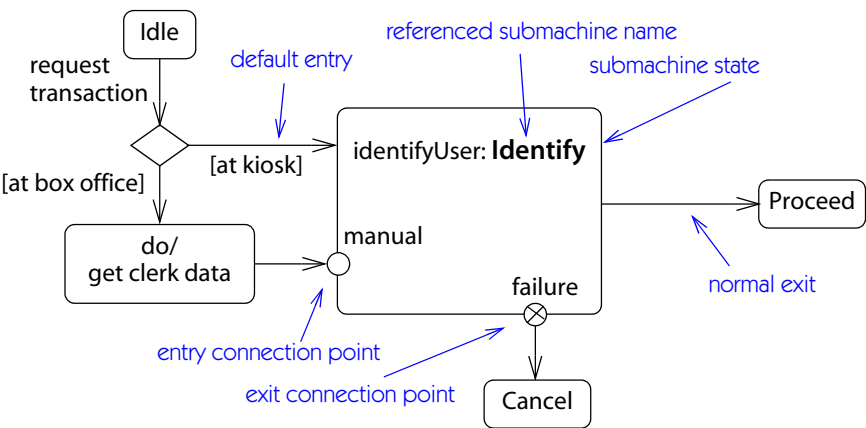 Idle
referenced submachine name
request
transaction
default entry
submachine state
identifyUser: Identify
[at kiosk]
[at box office]
Proceed
manual
do/
get clerk data
failure
normal exit
entry connection point
exit connection point
Cancel